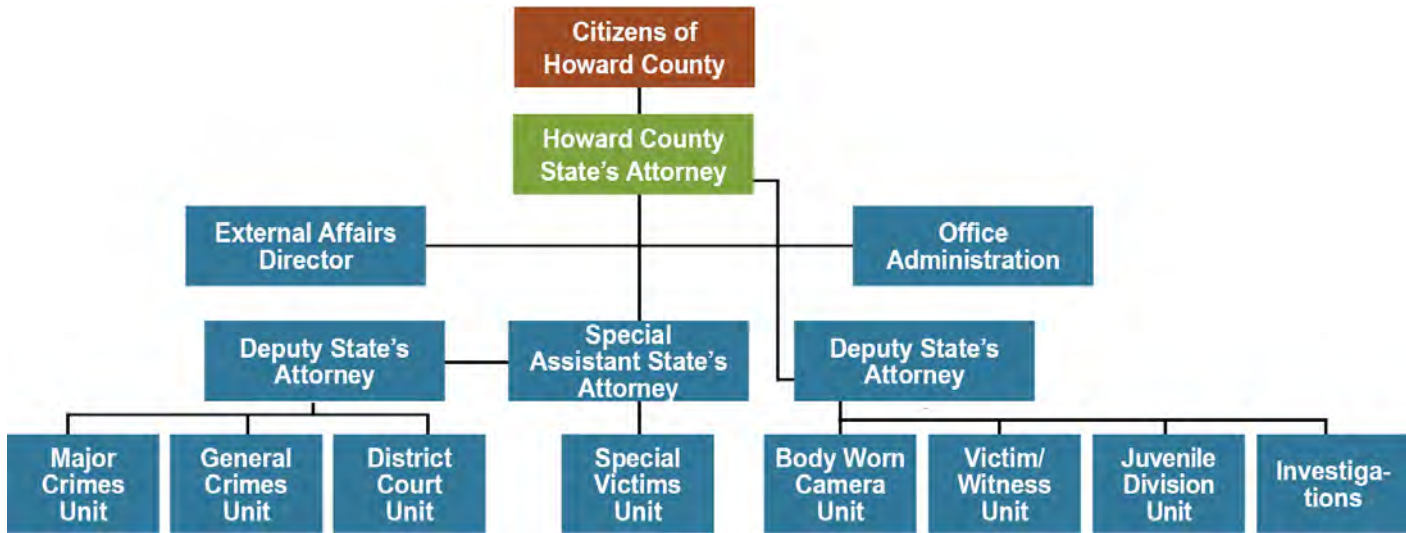 Citizens of
Howard County
Howard County
State's Attorney
External Affairs
Director
Office
Administration
Deputy State's
Attorney
Special
Assistant State's
Attorney
Deputy State's
Attorney
Major
Crimes
Unit
General
Crimes
Unit
District
Court
Unit
Special
Victims
Unit
Body Worn
Camera Unit
Victim/
Witness
Unit
Juvenile
Division
Unit
Investiga-
tions